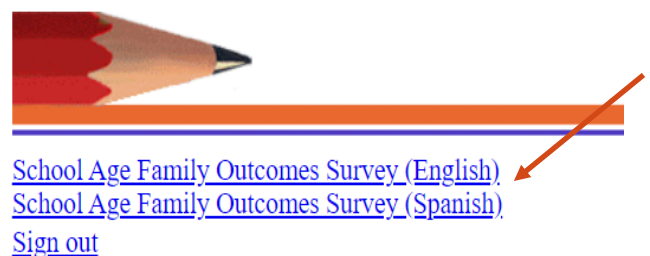 School Age Family Outcomes Survey (English)
School Age Family Outcomes Survey (Spanish)
Sign out